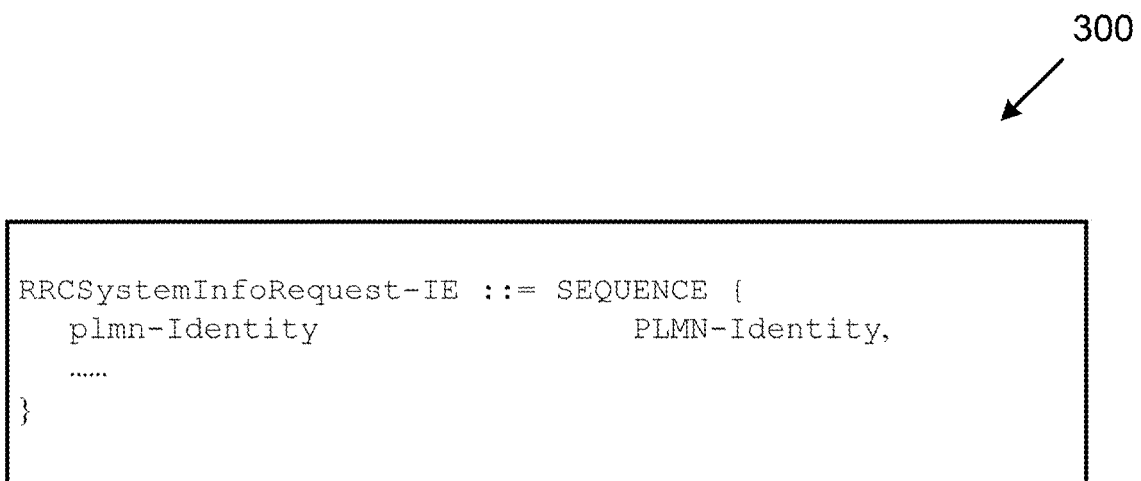 300
RRCSystemInfoRequest-IE ::= SEQUENCE {
plmn-Identity PLMN-Identity,
......
}